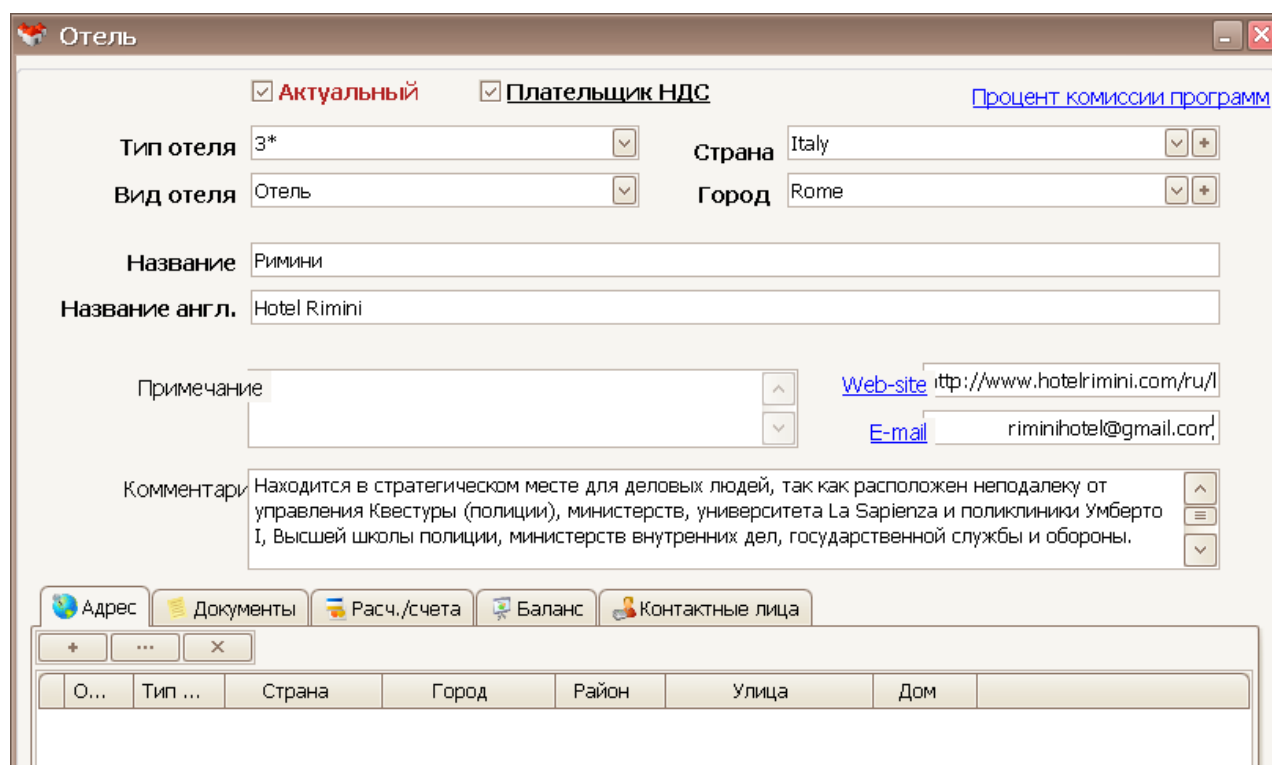 Отель
Актуальный Плательщик НДС Процент комиссии программ
Тип отеля 3* Страна Italy
Вид отеля Отель Город Rome
Название Римини
Название англ. Hotel Rimini
Примечание Web-site ttp://www.hotelrimini.com/ru/l
E-mail riminihotel@gmail.com
Комментари Находится в стратегическом месте для деловых людей, так как расположен неподалеку от
управления Квестуры (полиции), министерств, университета La Sapienza и поликлиники Умберто
I, Высшей школы полиции, министерств внутренних дел, государственной службы и обороны.
Адрес Документы Расч./счета Баланс Контактные лица
О... Тип ... Страна Город Район Улица Дом